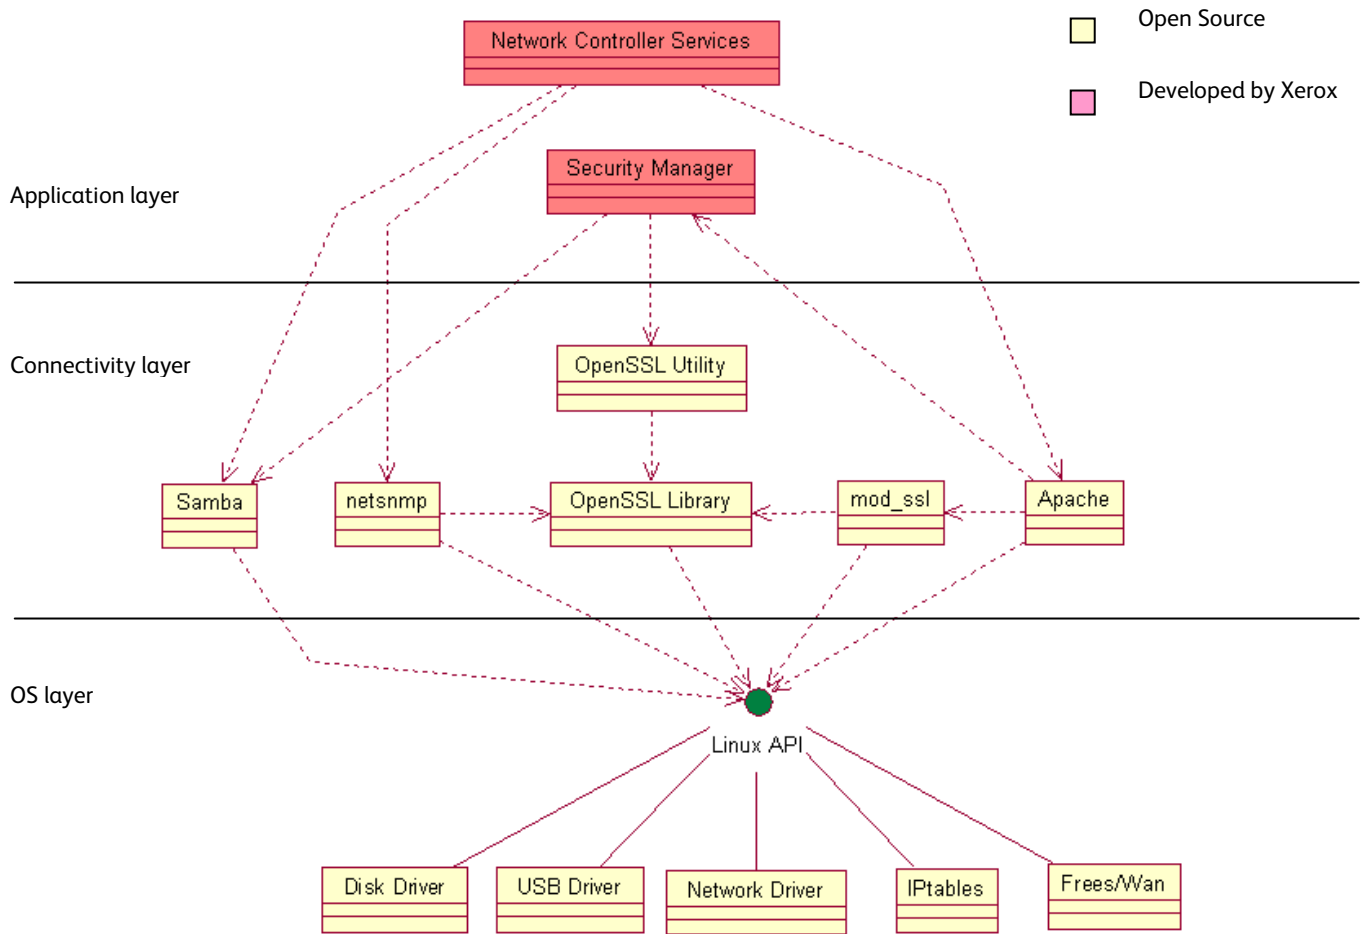 Network Controller Services
Open Source
Developed by Xerox
Security Manager
Application layer
Connectivity layer
OpenSSL Utility
Samba
netsnmp
OpenSSL Library
mod_ssl
Apache
OS layer
Linux API
Disk Driver
USB Driver
Network Driver
IPtables
Frees/Wan